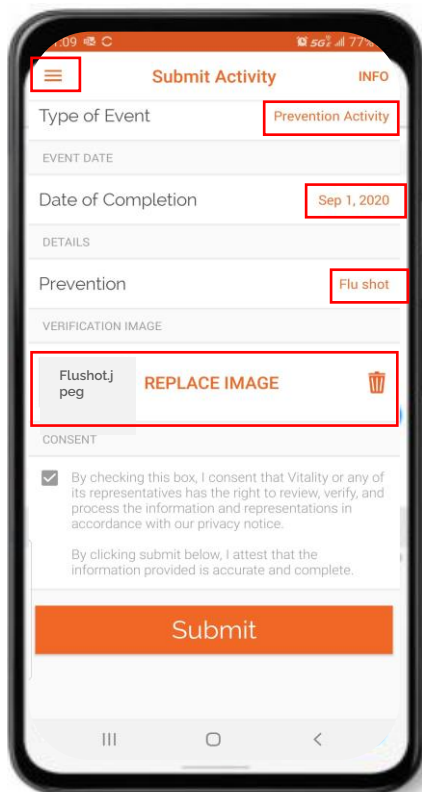 :09 5G 77%
Submit Activity INFO
Type of Event Prevention Activity
EVENT DATE
Date of Completion Sep 1, 2020
DETAILS
Prevention Flu shot
VERIFICATION IMAGE
Flushot.j
peg
REPLACE IMAGE
CONSENT
By checking this box, I consent that Vitality or any of
its representatives has the right to review, verify, and
process the information and representations in
accordance with our privacy notice.
By clicking submit below, I attest that the
information provided is accurate and complete.
Submit